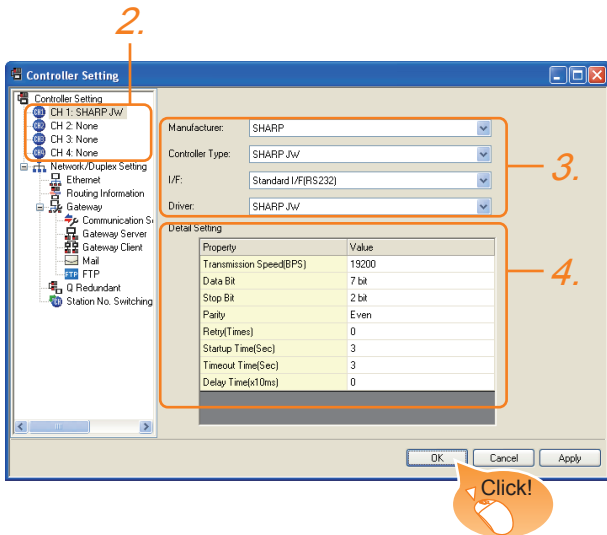 2.
Controller Setting
Controller Setting
CH 1: SHARP JW
CH 2: None
CH 3: None
CH 4: None
Network/Duplex Setting
Ethernet
Routing Information
Gateway
Communication S
Gateway Server
Gateway Client
Mail
FTP FTP
Q Redundant
Station No. Switching
Manufacturer: SHARP
Controller Type: SHARP JW
I/F: Standard I/F(RS232)
Driver: SHARP JW
3.
Detail Setting
Property Value
Transmission Speed(BPS) 19200
Data Bit 7 bit
Stop Bit 2 bit
Parity Even
Retry(Times) 0
Startup Time(Sec) 3
Timeout Time(Sec) 3
Delay Time(x10ms) 0
4.
OK Cancel Apply
Click!